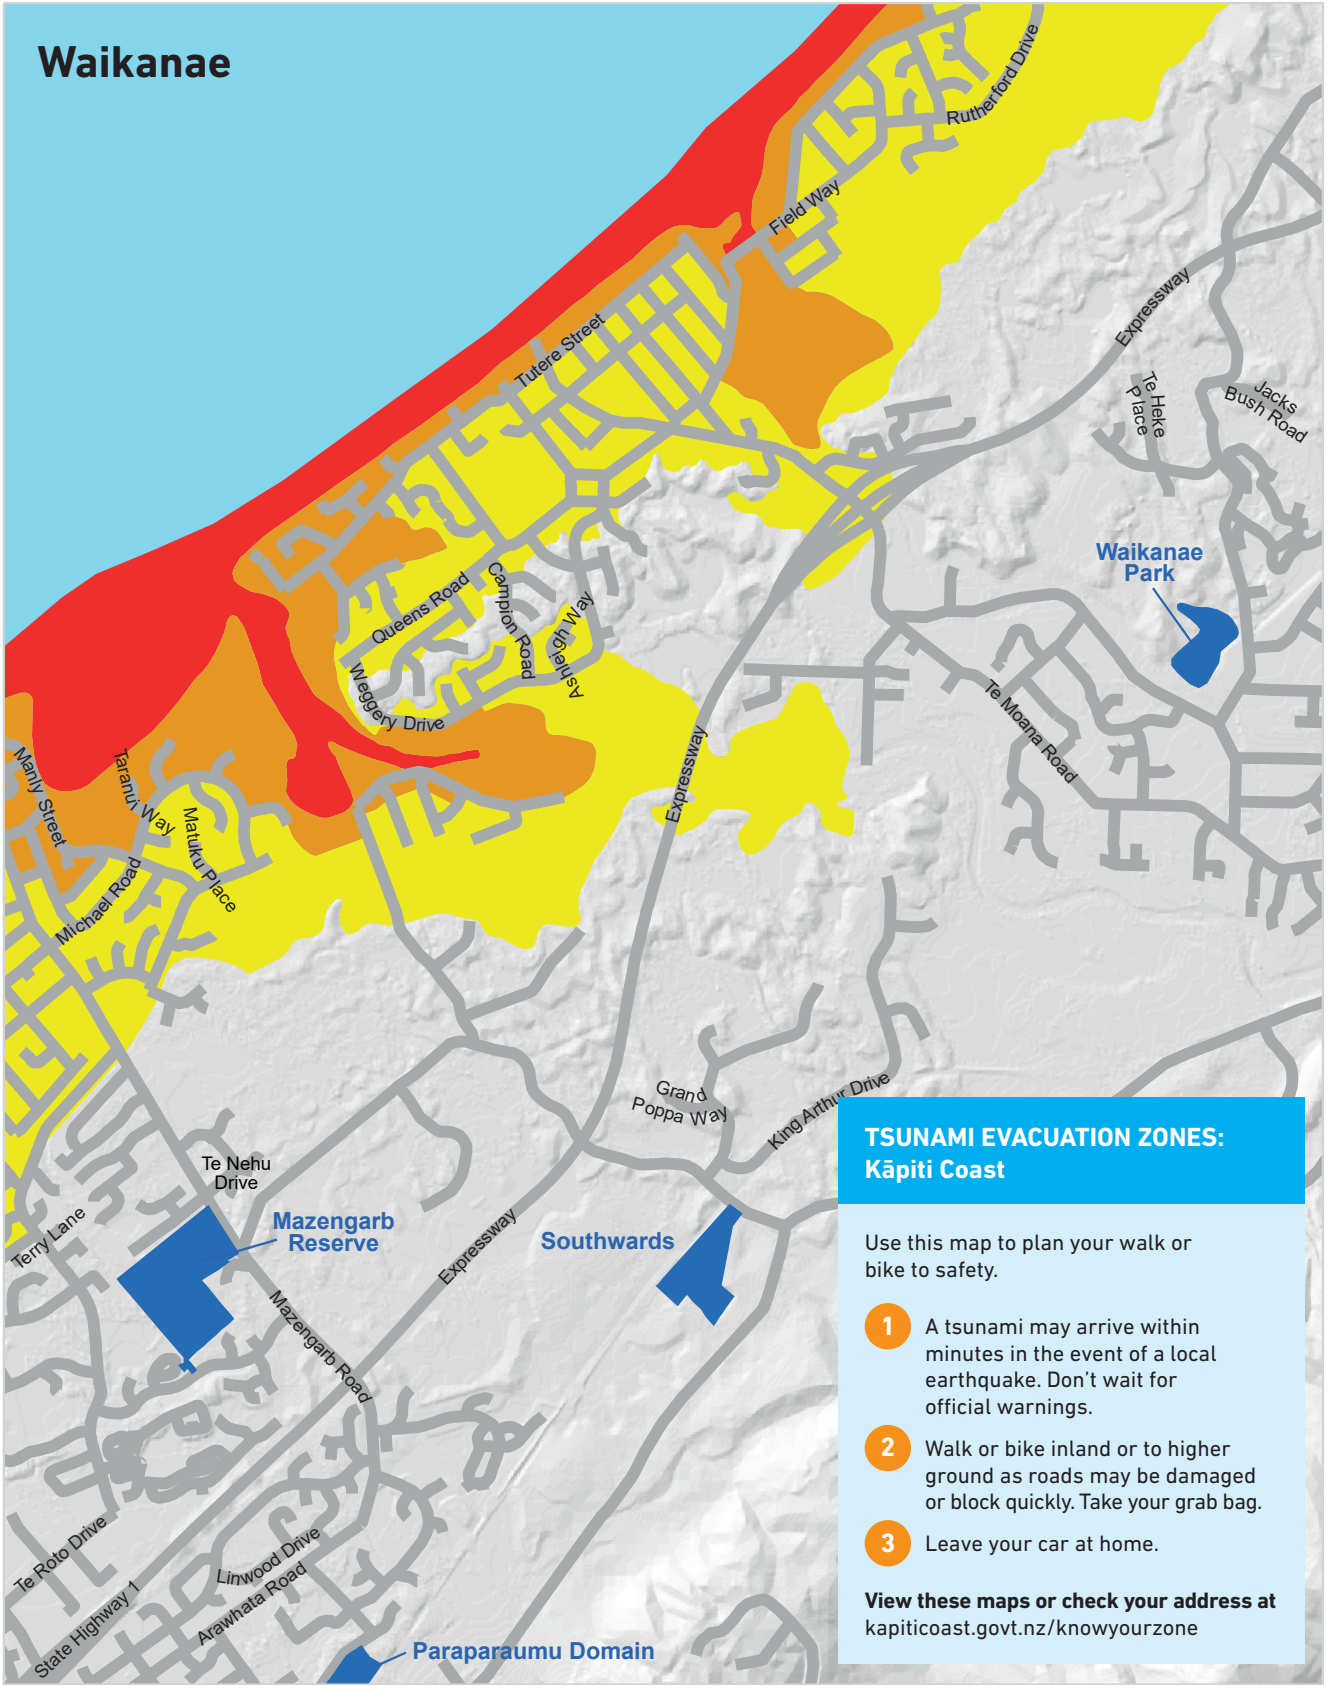 Waikanae
Rutherford Drive
Field Way
Expressway
Tutere Street
Te Heke
Place
Jacks
Bush Road
Waikanae
Park
Queens Road
Campion Road
Ashleigh Way
Weggery Drive
Te Moana Road
Expressway
Manly Street
Taranui Way
Matuku Place
Michael Road
Grand
Poppa Way
King Arthur Drive
Te Nehu
Drive
Terry Lane
Mazengarb
Reserve
Expressway
Southwards
Mazengarb Road
Te Roto Drive
Linwood Drive
Arawhata Road
State Highway 1
Paraparaumu Domain
TSUNAMI EVACUATION ZONES:
Kāpiti Coast
Use this map to plan your walk or
bike to safety.
1 A tsunami may arrive within
minutes in the event of a local
earthquake. Don't wait for
official warnings.
2 Walk or bike inland or to higher
ground as roads may be damaged
or block quickly. Take your grab bag.
3 Leave your car at home.
View these maps or check your address at
kapiticoast.govt.nz/knowyourzone